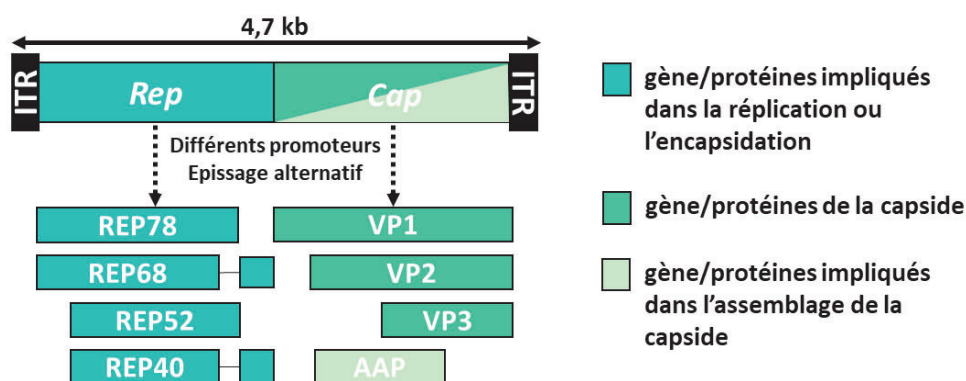 4,7 kb
ITR
Rep
Cap
ITR
Différents promoteurs
Epissage alternatif
REP78
REP68
REP52
REP40
VP1
VP2
VP3
AAP
gène/protéines impliqués
dans la réplication ou
l’encapsidation
gène/protéines de la capside
gène/protéines impliqués
dans l’assemblage de la
capside